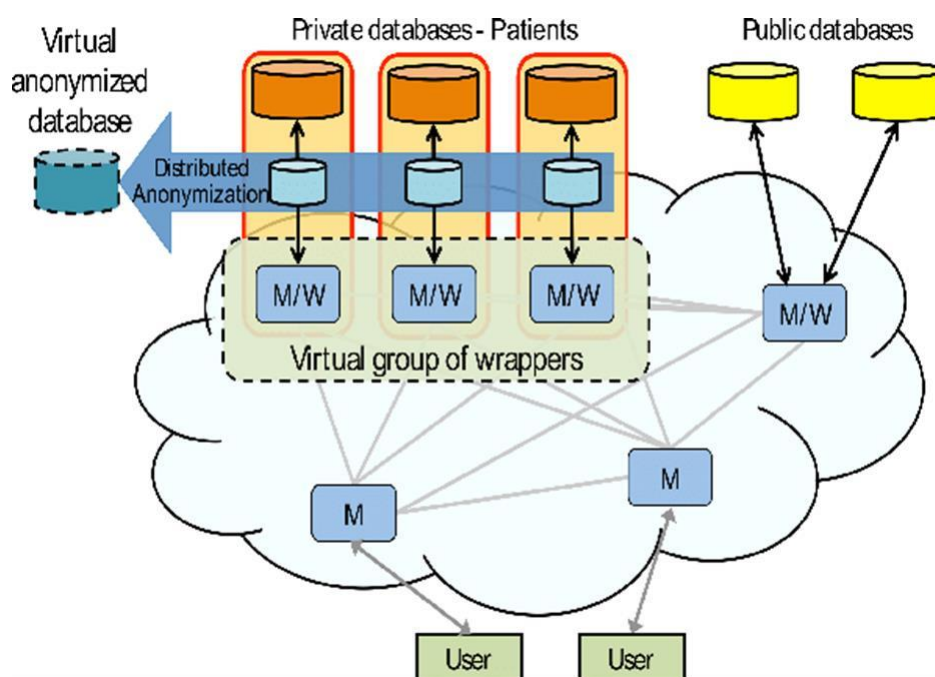 Virtual
anonymized
database
Private databases - Patients
Public databases
Distributed
Anonymization
M/W
M/W
M/W
M/W
Virtual group of wrappers
M
M
User
User